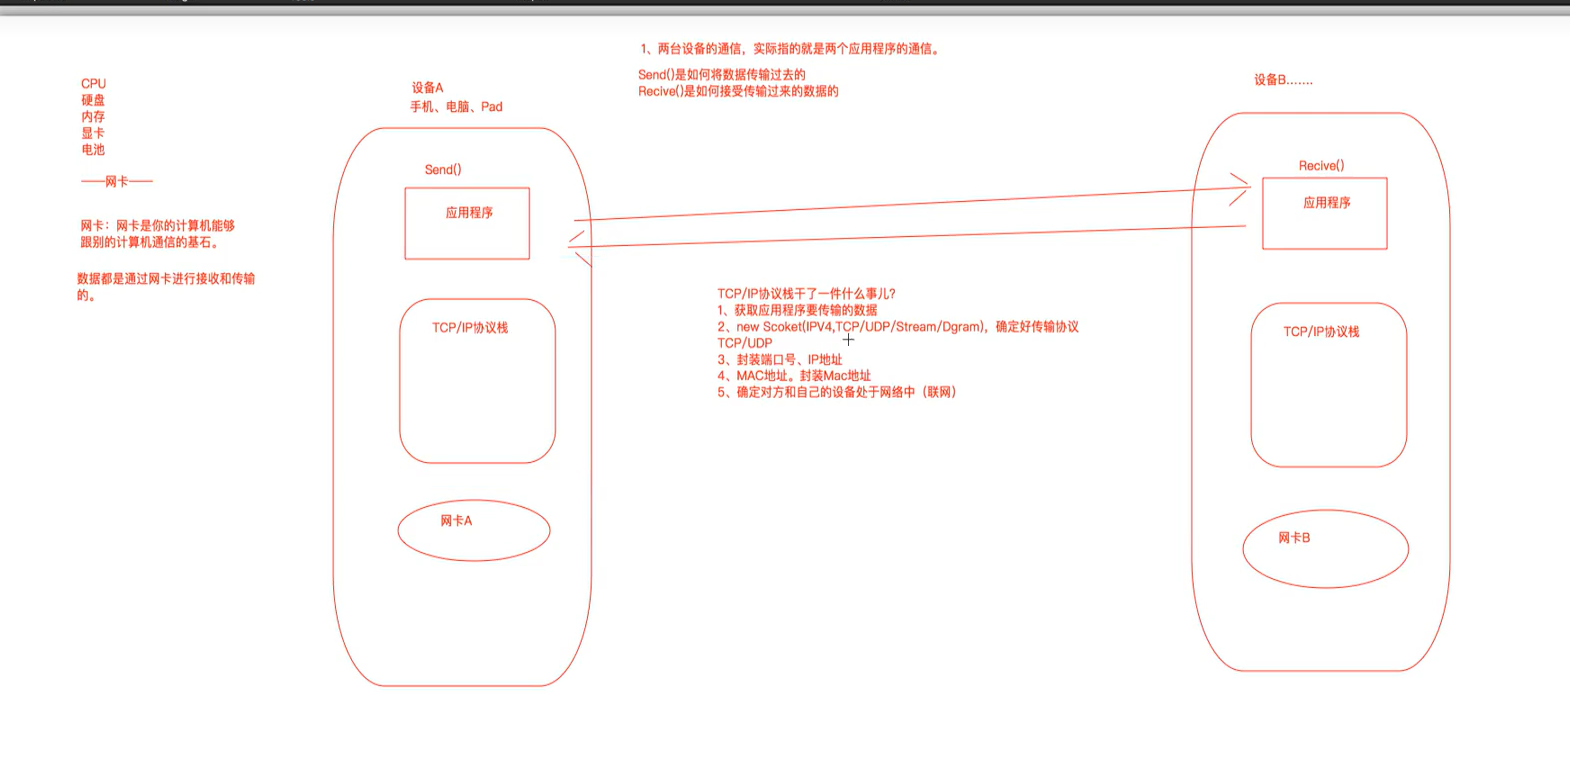 1、两台设备的通信，实际指的就是两个应用程序的通信。
Send()是如何将数据传输过去的
Recive()是如何接受传输过来的数据的
CPU
硬盘
内存
显卡
电池
——网卡——
网卡：网卡是你的计算机能够
跟别的计算机通信的基石。
数据都是通过网卡进行接收和传输
的。
设备A
手机、电脑、Pad
Send()
应用程序
TCP/IP协议栈
网卡A
TCP/IP协议栈干了一件什么事儿？
1、获取应用程序要传输的数据
2、new Scoket(IPV4,TCP/UDP/Stream/Dgram)，确定好传输协议
TCP/UDP
3、封装端口号、IP地址
4、MAC地址。封装Mac地址
5、确定对方和自己的设备处于网络中（联网）
设备B.......
Recive()
应用程序
TCP/IP协议栈
网卡B